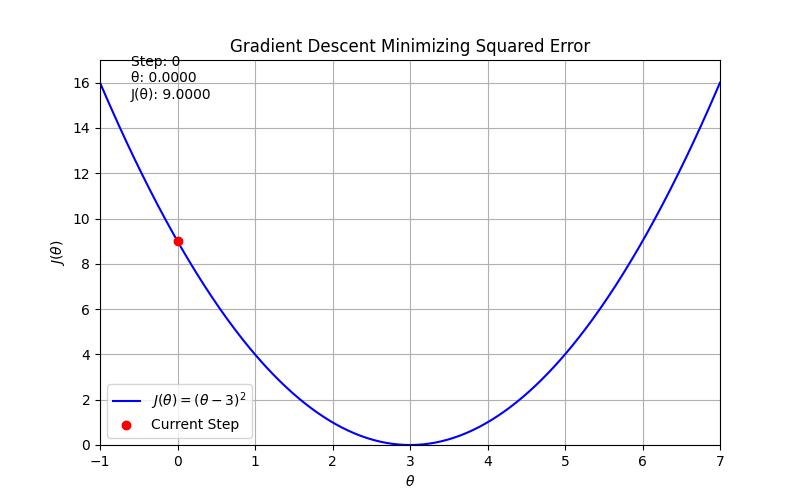 Gradient Descent Minimizing Squared Error
Step: 0
θ: 0.0000
J(θ): 9.0000
16
14
12
10
8
6
4
2
0
J(θ)
J(θ) = (θ − 3)²
Current Step
−1 0 1 2 3 4 5 6 7
θ